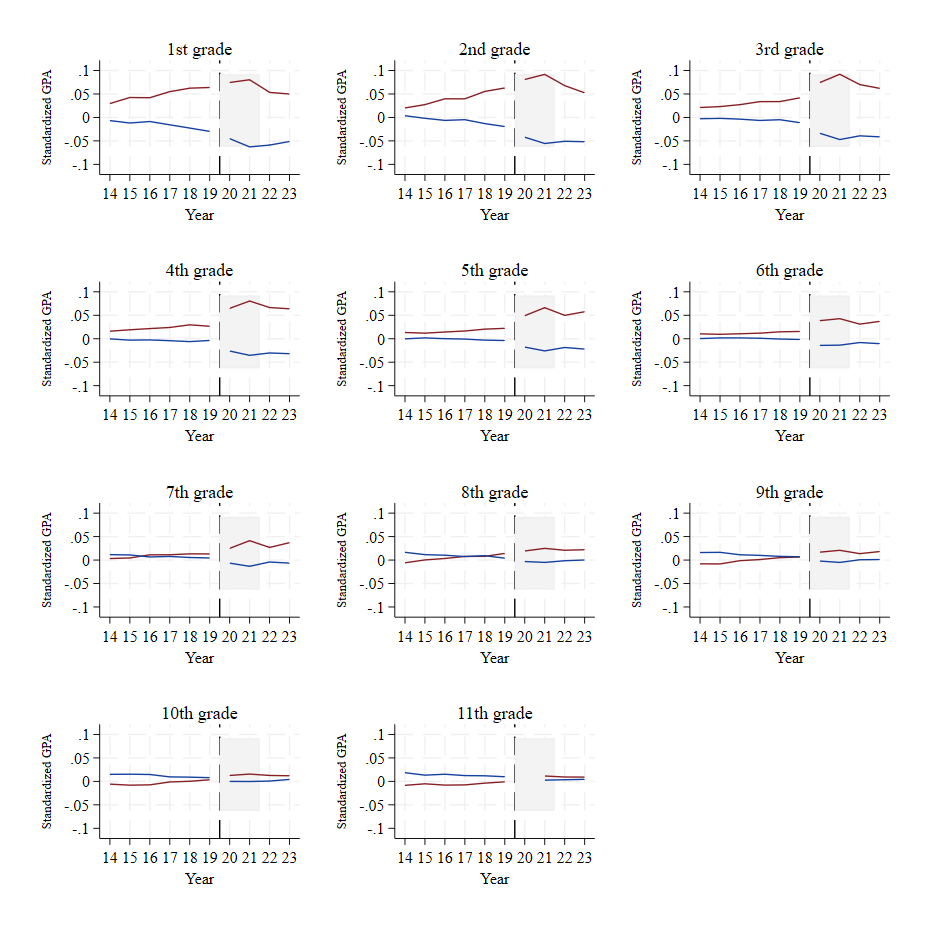 1st grade
Standardized GPA
.1
.05
0
-.05
-.1
14 15 16 17 18 19 20 21 22 23
Year
2nd grade
Standardized GPA
.1
.05
0
-.05
-.1
14 15 16 17 18 19 20 21 22 23
Year
3rd grade
Standardized GPA
.1
.05
0
-.05
-.1
14 15 16 17 18 19 20 21 22 23
Year
4th grade
Standardized GPA
.1
.05
0
-.05
-.1
14 15 16 17 18 19 20 21 22 23
Year
5th grade
Standardized GPA
.1
.05
0
-.05
-.1
14 15 16 17 18 19 20 21 22 23
Year
6th grade
Standardized GPA
.1
.05
0
-.05
-.1
14 15 16 17 18 19 20 21 22 23
Year
7th grade
Standardized GPA
.1
.05
0
-.05
-.1
14 15 16 17 18 19 20 21 22 23
Year
8th grade
Standardized GPA
.1
.05
0
-.05
-.1
14 15 16 17 18 19 20 21 22 23
Year
9th grade
Standardized GPA
.1
.05
0
-.05
-.1
14 15 16 17 18 19 20 21 22 23
Year
10th grade
Standardized GPA
.1
.05
0
-.05
-.1
14 15 16 17 18 19 20 21 22 23
Year
11th grade
Standardized GPA
.1
.05
0
-.05
-.1
14 15 16 17 18 19 20 21 22 23
Year